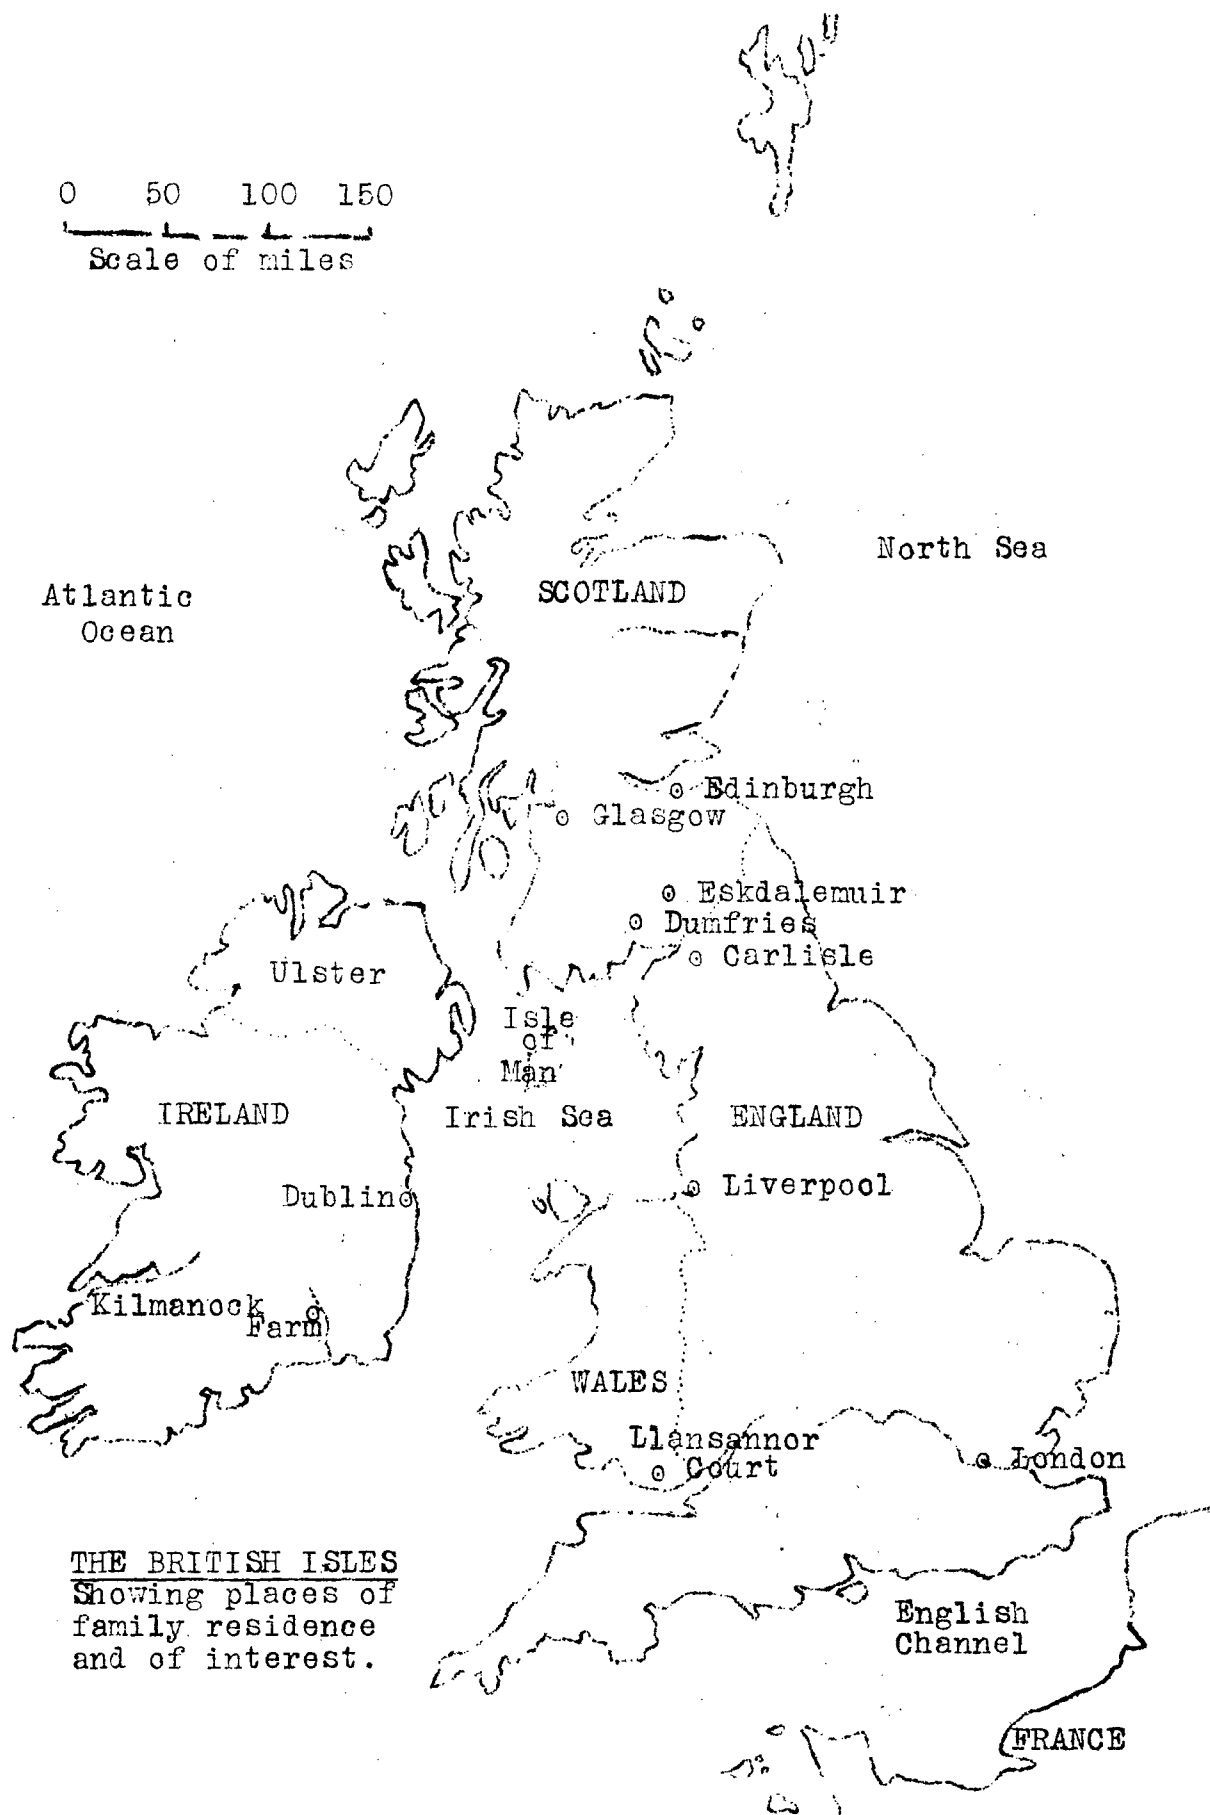 0 50 100 150
Scale of miles
North Sea
Atlantic
Ocean
SCOTLAND
Edinburgh
Glasgow
Eskdalemuir
Dumfries
Carlisle
Ulster
Isle
of
Man
IRELAND
Irish Sea
ENGLAND
Dublin
Liverpool
Kilmanock
Farm
WALES
Llansannor
Court
London
THE BRITISH ISLES
Showing places of
family residence
and of interest.
English
Channel
FRANCE